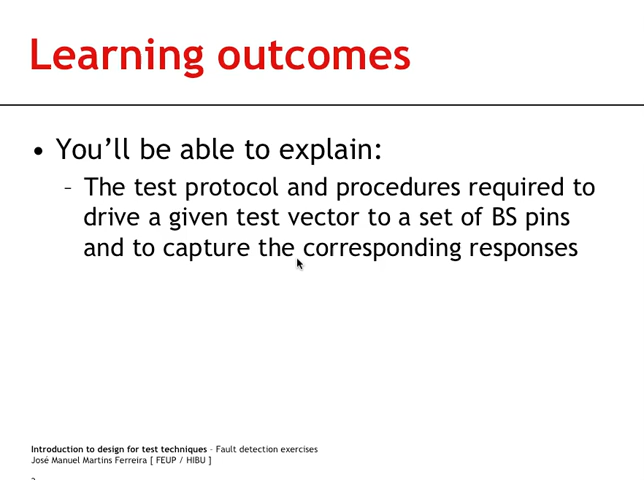 Learning outcomes
• You’ll be able to explain:
– The test protocol and procedures required to
drive a given test vector to a set of BS pins
and to capture the corresponding responses
Introduction to design for test techniques – Fault detection exercises
José Manuel Martins Ferreira [ FEUP / HIBU ]